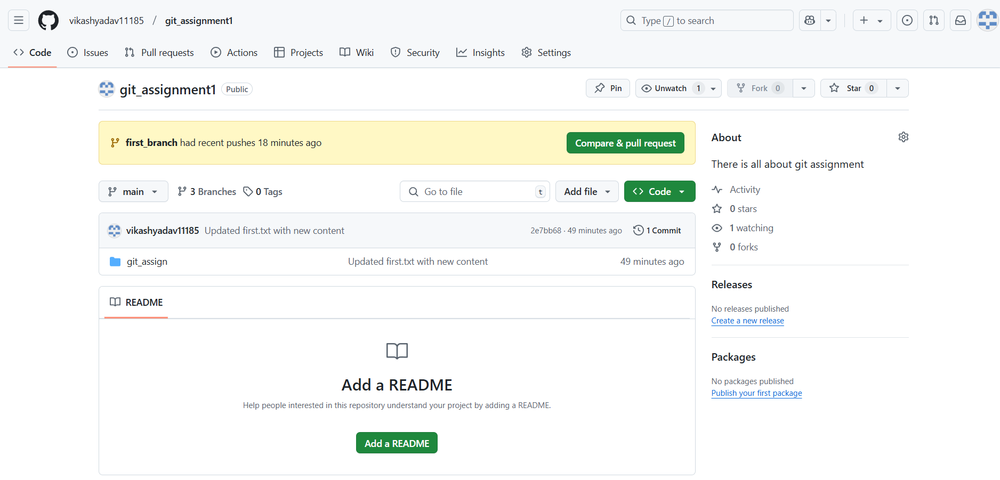 vikashyadav11185 / git_assignment1
Type / to search
Code Issues Pull requests Actions Projects Wiki Security Insights Settings
git_assignment1 Public
Pin Unwatch 1 Fork 0 Star 0
first_branch had recent pushes 18 minutes ago
Compare & pull request
main 3 Branches 0 Tags
Go to file t
Add file
Code
vikashyadav11185 Updated first.txt with new content 2e7bb68 · 49 minutes ago 1 Commit
git_assign Updated first.txt with new content 49 minutes ago
README
Add a README
Help people interested in this repository understand your project by adding a README.
Add a README
About
There is all about git assignment
Activity
0 stars
1 watching
0 forks
Releases
No releases published
Create a new release
Packages
No packages published
Publish your first package